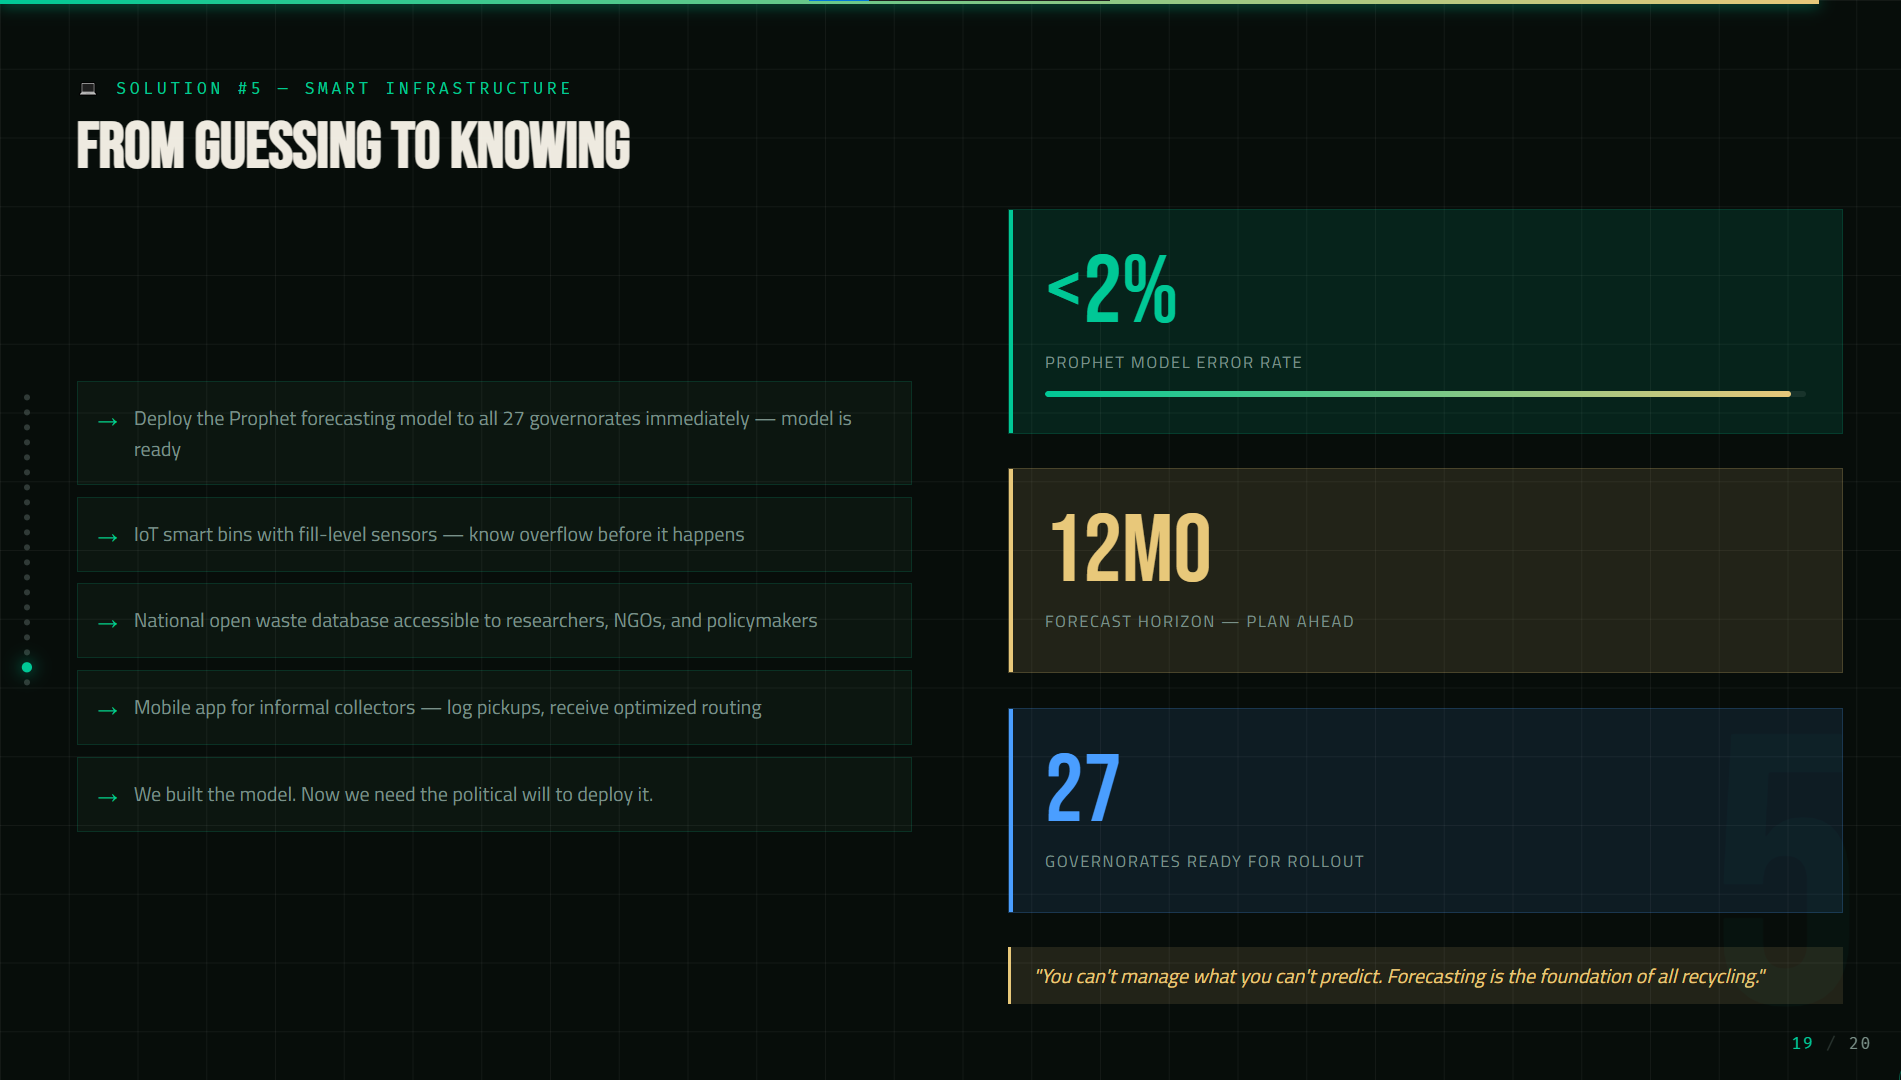 💻 SOLUTION #5 — SMART INFRASTRUCTURE
FROM GUESSING TO KNOWING
→ Deploy the Prophet forecasting model to all 27 governorates immediately — model is
ready
→ IoT smart bins with fill-level sensors — know overflow before it happens
→ National open waste database accessible to researchers, NGOs, and policymakers
→ Mobile app for informal collectors — log pickups, receive optimized routing
→ We built the model. Now we need the political will to deploy it.
<2%
PROPHET MODEL ERROR RATE
12MO
FORECAST HORIZON — PLAN AHEAD
27
GOVERNORATES READY FOR ROLLOUT
"You can't manage what you can't predict. Forecasting is the foundation of all recycling."
5
19 / 20